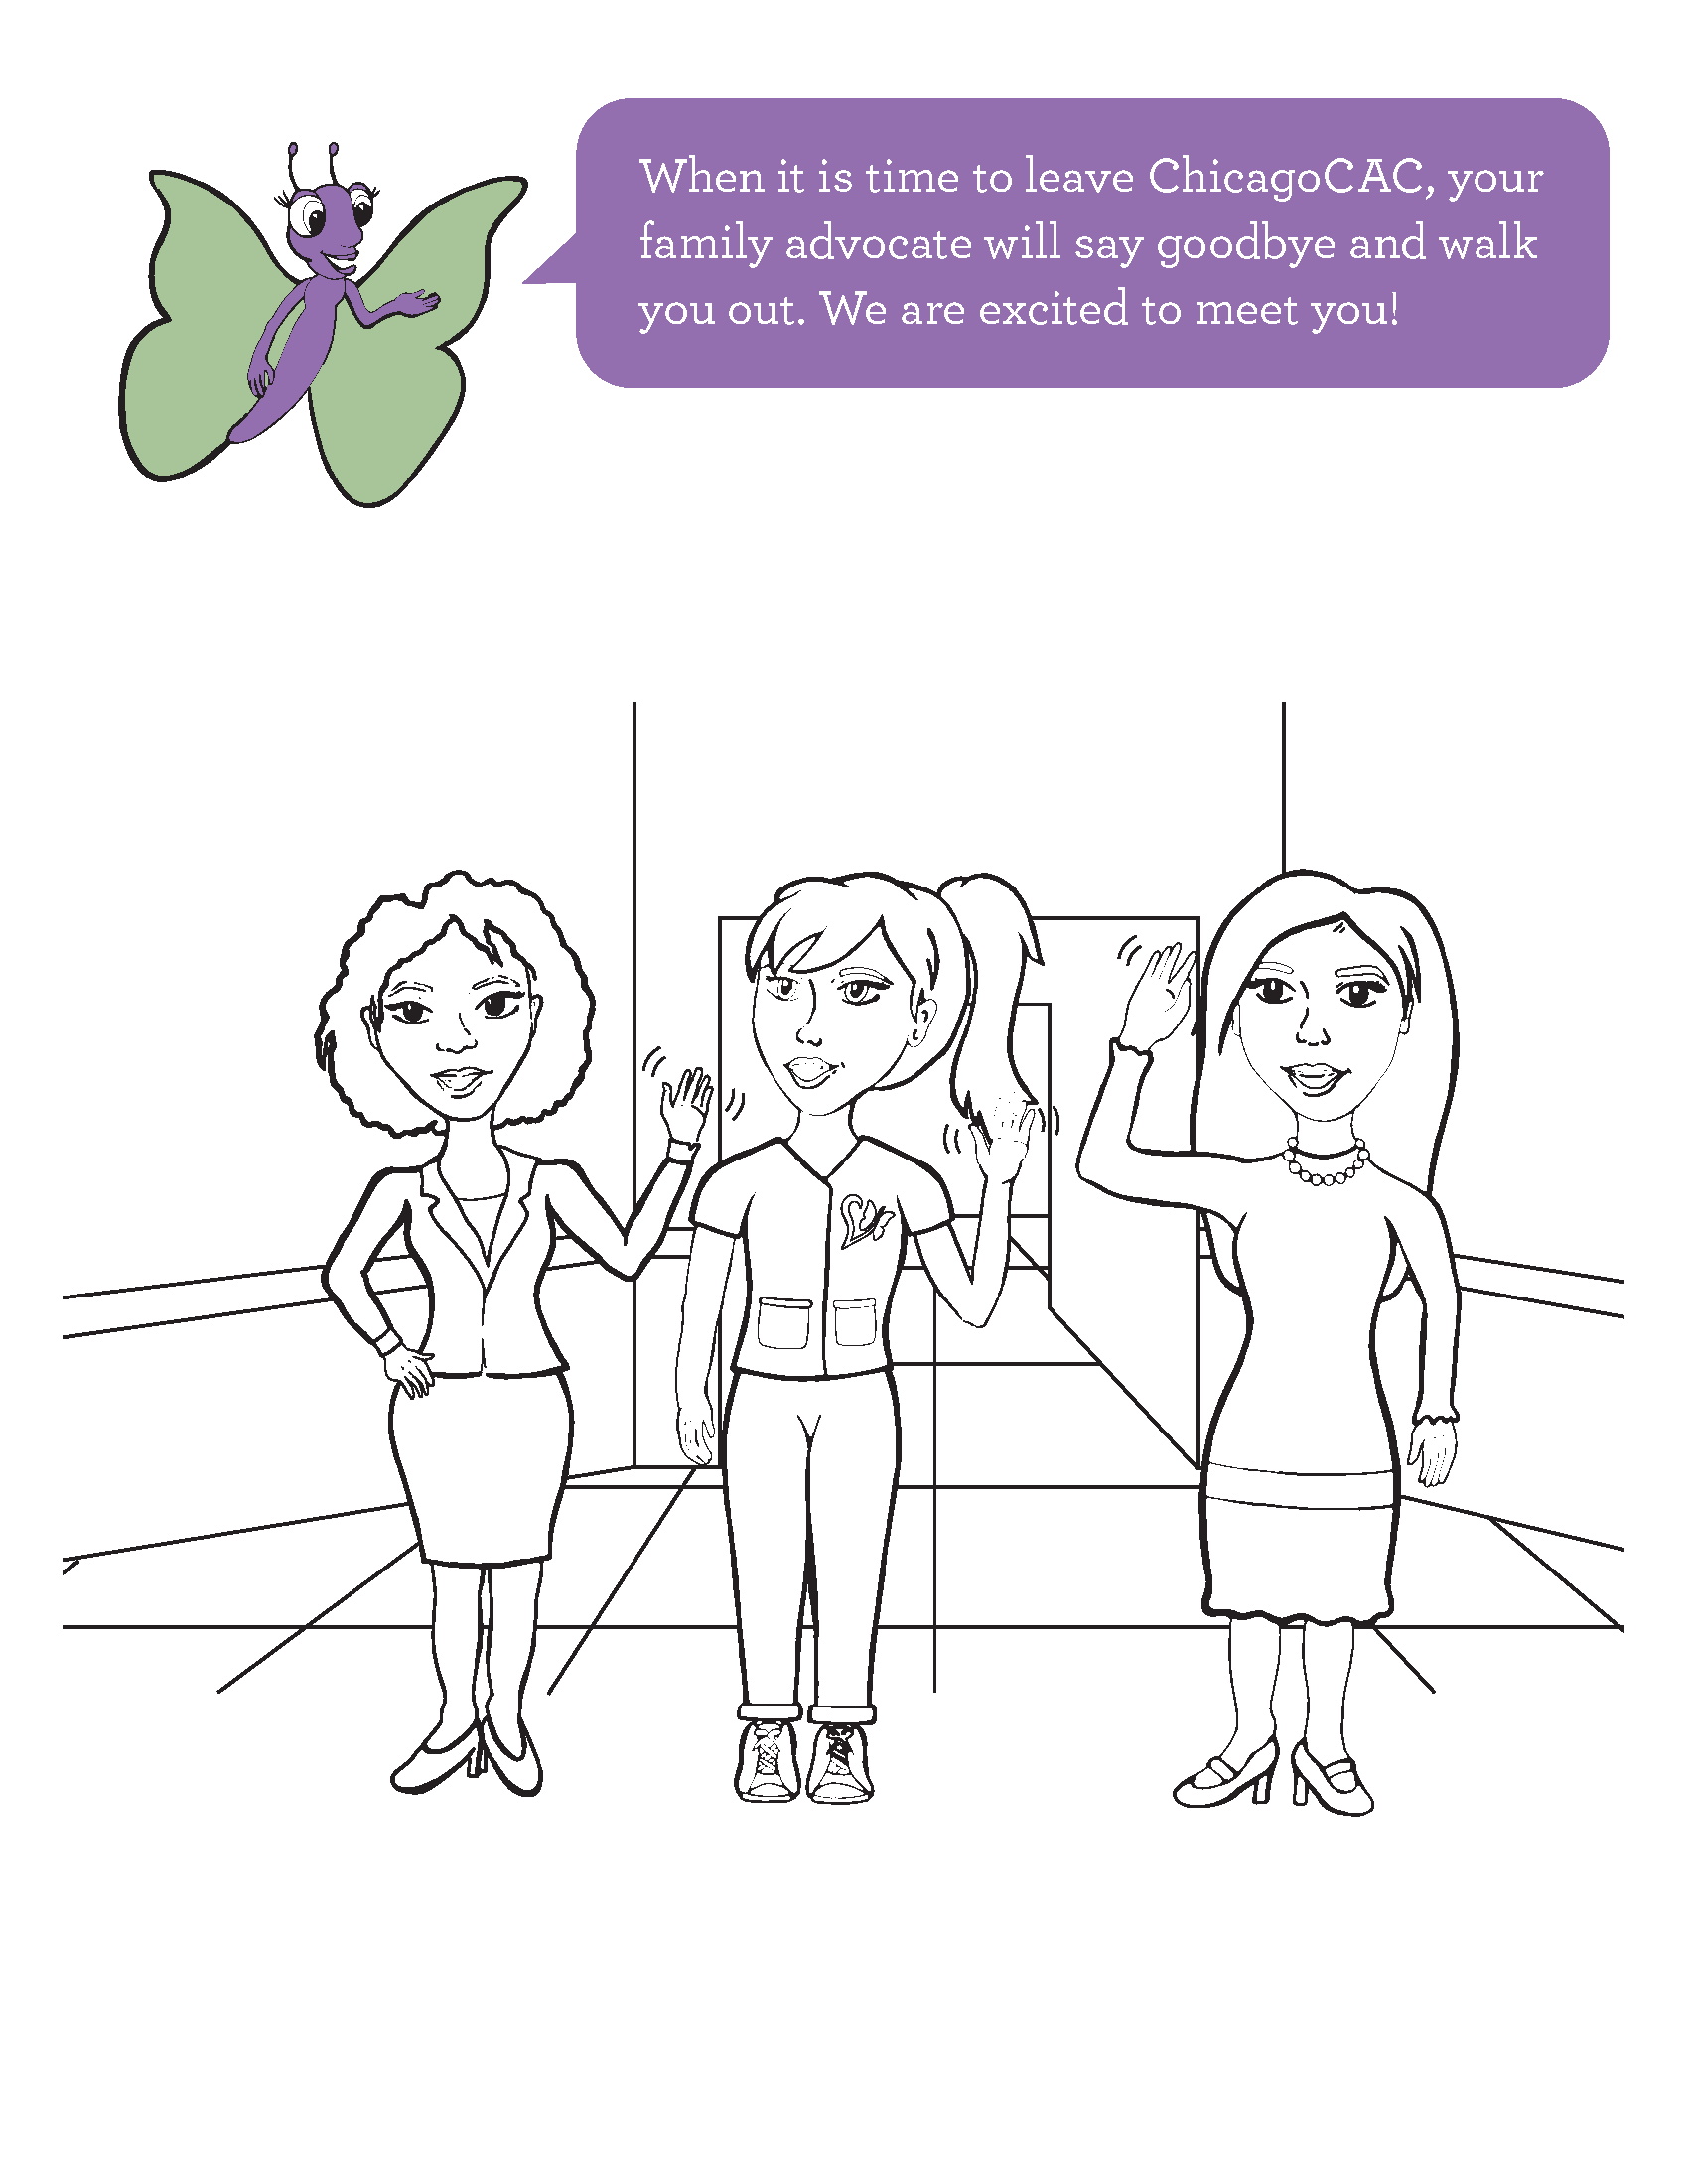 When it is time to leave ChicagoCAC, your
family advocate will say goodbye and walk
you out. We are excited to meet you!